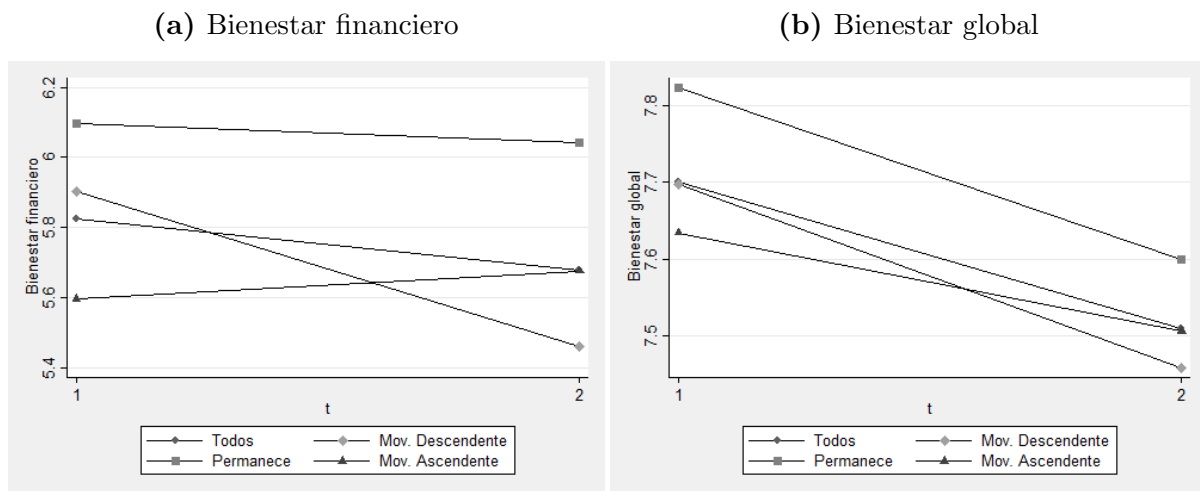 (a) Bienestar financiero
Bienestar financiero
6.2
6
5.8
5.6
5.4
1
2
t
Todos
Mov. Descendente
Permanece
Mov. Ascendente
(b) Bienestar global
Bienestar global
7.8
7.7
7.6
7.5
1
2
t
Todos
Mov. Descendente
Permanece
Mov. Ascendente